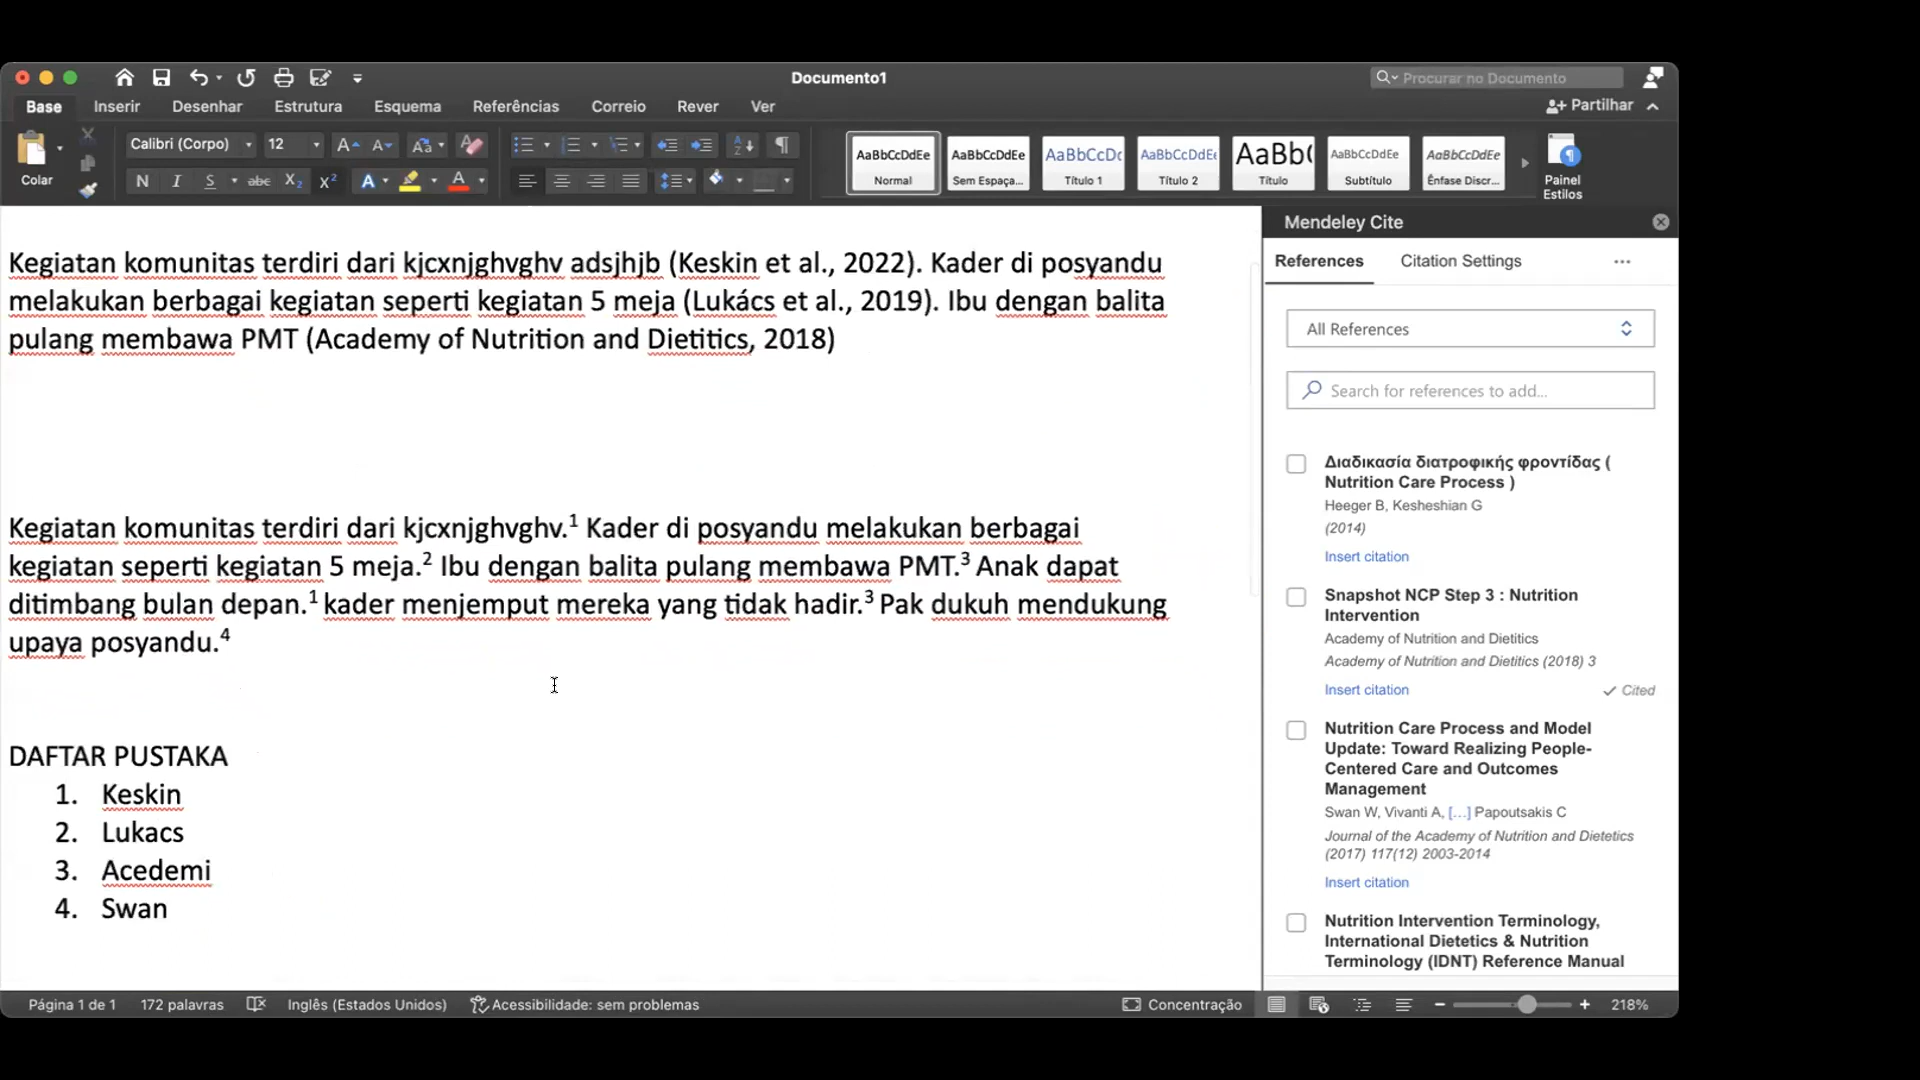 Documento1
Procurar no Documento
Base Inserir Desenhar Estrutura Esquema Referências Correio Rever Ver
Partilhar
Colar
Calibri (Corpo) 12
AaBbCcDdEe AaBbCcDdEe AaBbCcDc AaBbCcDdEe AaBb( AaBbCcDdEe AaBbCcDdEe
Normal Sem Espaça... Título 1 Título 2 Título Subtítulo Ênfase Discr...
Painel
Estilos
N I S abc X₂ X² A A
Kegiatan komunitas terdiri dari kjcxnjghvghv adsjhjb (Keskin et al., 2022). Kader di posyandu
melakukan berbagai kegiatan seperti kegiatan 5 meja (Lukács et al., 2019). Ibu dengan balita
pulang membawa PMT (Academy of Nutrition and Dietitics, 2018)
Kegiatan komunitas terdiri dari kjcxnjghvghv.¹ Kader di posyandu melakukan berbagai
kegiatan seperti kegiatan 5 meja.² Ibu dengan balita pulang membawa PMT.³ Anak dapat
ditimbang bulan depan.¹ kader menjemput mereka yang tidak hadir.³ Pak dukuh mendukung
upaya posyandu.⁴
DAFTAR PUSTAKA
1. Keskin
2. Lukacs
3. Acedemi
4. Swan
Mendeley Cite
References Citation Settings ...
All References
Search for references to add...
Διαδικασία διατροφικής φροντίδας (
Nutrition Care Process )
Heeger B, Kesheshian G
(2014)
Insert citation
Snapshot NCP Step 3 : Nutrition
Intervention
Academy of Nutrition and Dietitics
Academy of Nutrition and Dietitics (2018) 3
Insert citation
Cited
Nutrition Care Process and Model
Update: Toward Realizing People-
Centered Care and Outcomes
Management
Swan W, Vivanti A, [...] Papoutsakis C
Journal of the Academy of Nutrition and Dietetics
(2017) 117(12) 2003-2014
Insert citation
Nutrition Intervention Terminology,
International Dietetics & Nutrition
Terminology (IDNT) Reference Manual
Página 1 de 1 172 palavras Inglês (Estados Unidos) Acessibilidade: sem problemas Concentração 218%